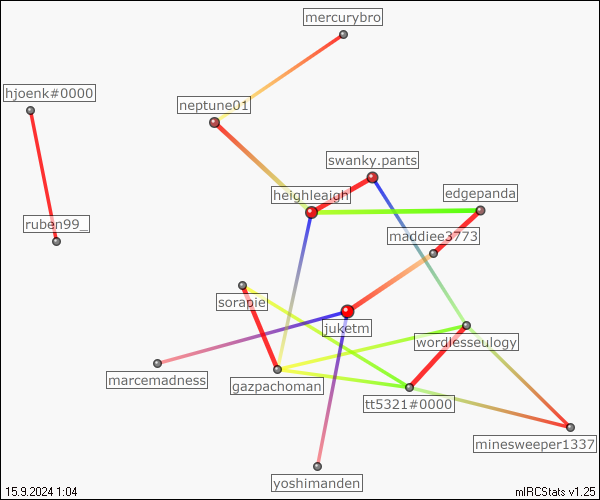 mercurybro
hjoenk#0000
neptune01
swanky.pants
heighleaigh
edgepanda
ruben99_
maddiee3773
sorapie
juketm
wordlesseulogy
marcemadness
gazpachoman
tt5321#0000
minesweeper1337
yoshimanden
15.9.2024 1:04
mIRCStats v1.25